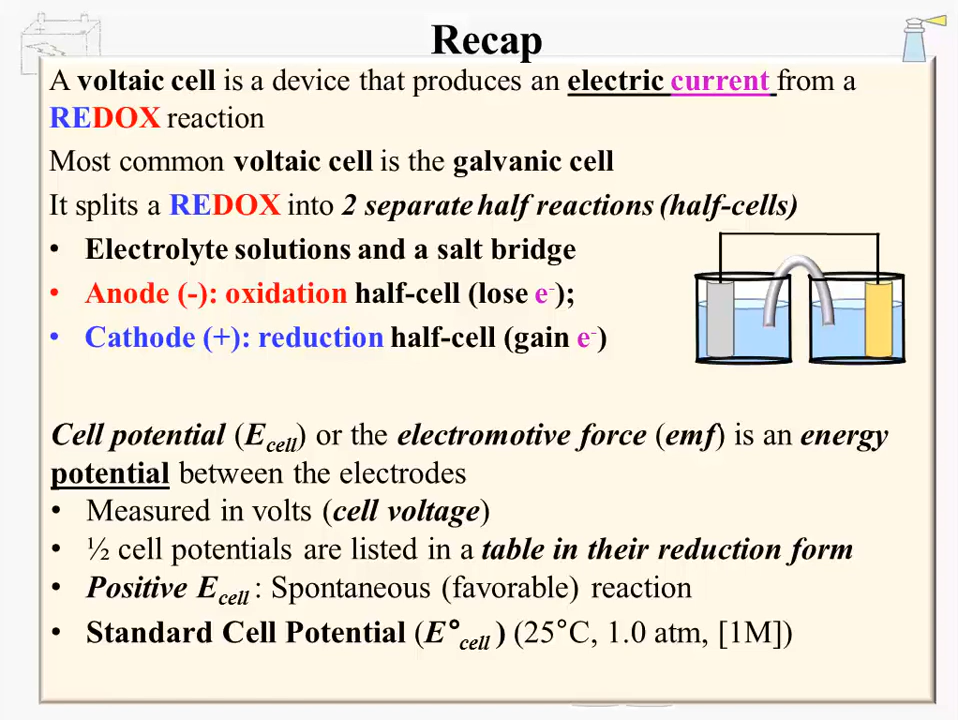 Recap
A voltaic cell is a device that produces an electric current from a
REDOX reaction
Most common voltaic cell is the galvanic cell
It splits a REDOX into 2 separate half reactions (half-cells)
• Electrolyte solutions and a salt bridge
• Anode (-): oxidation half-cell (lose e-);
• Cathode (+): reduction half-cell (gain e-)
Cell potential (Ecell) or the electromotive force (emf) is an energy
potential between the electrodes
• Measured in volts (cell voltage)
• ½ cell potentials are listed in a table in their reduction form
• Positive Ecell : Spontaneous (favorable) reaction
• Standard Cell Potential (E°cell ) (25°C, 1.0 atm, [1M])